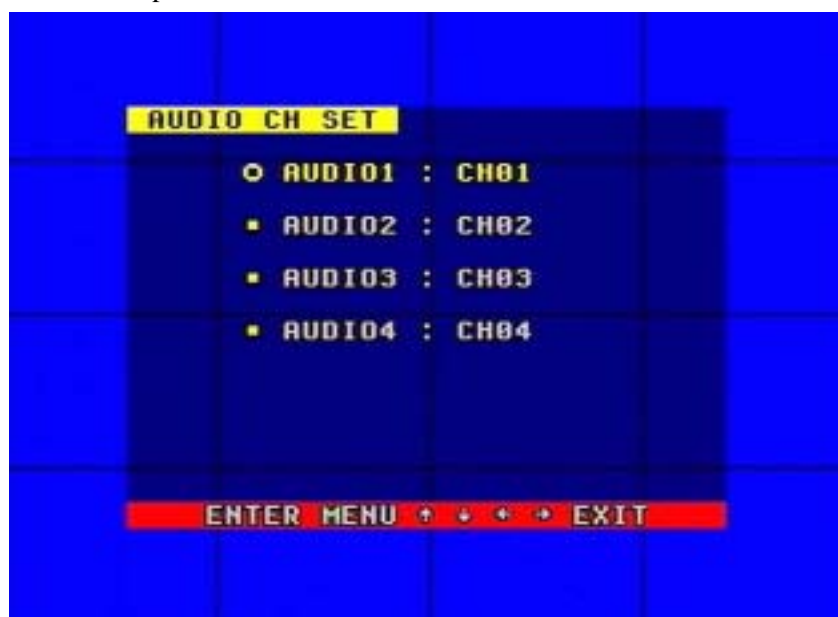 AUDIO CH SET
AUDIO1 : CH01
AUDIO2 : CH02
AUDIO3 : CH03
AUDIO4 : CH04
ENTER MENU ↑ ↓ ← → EXIT